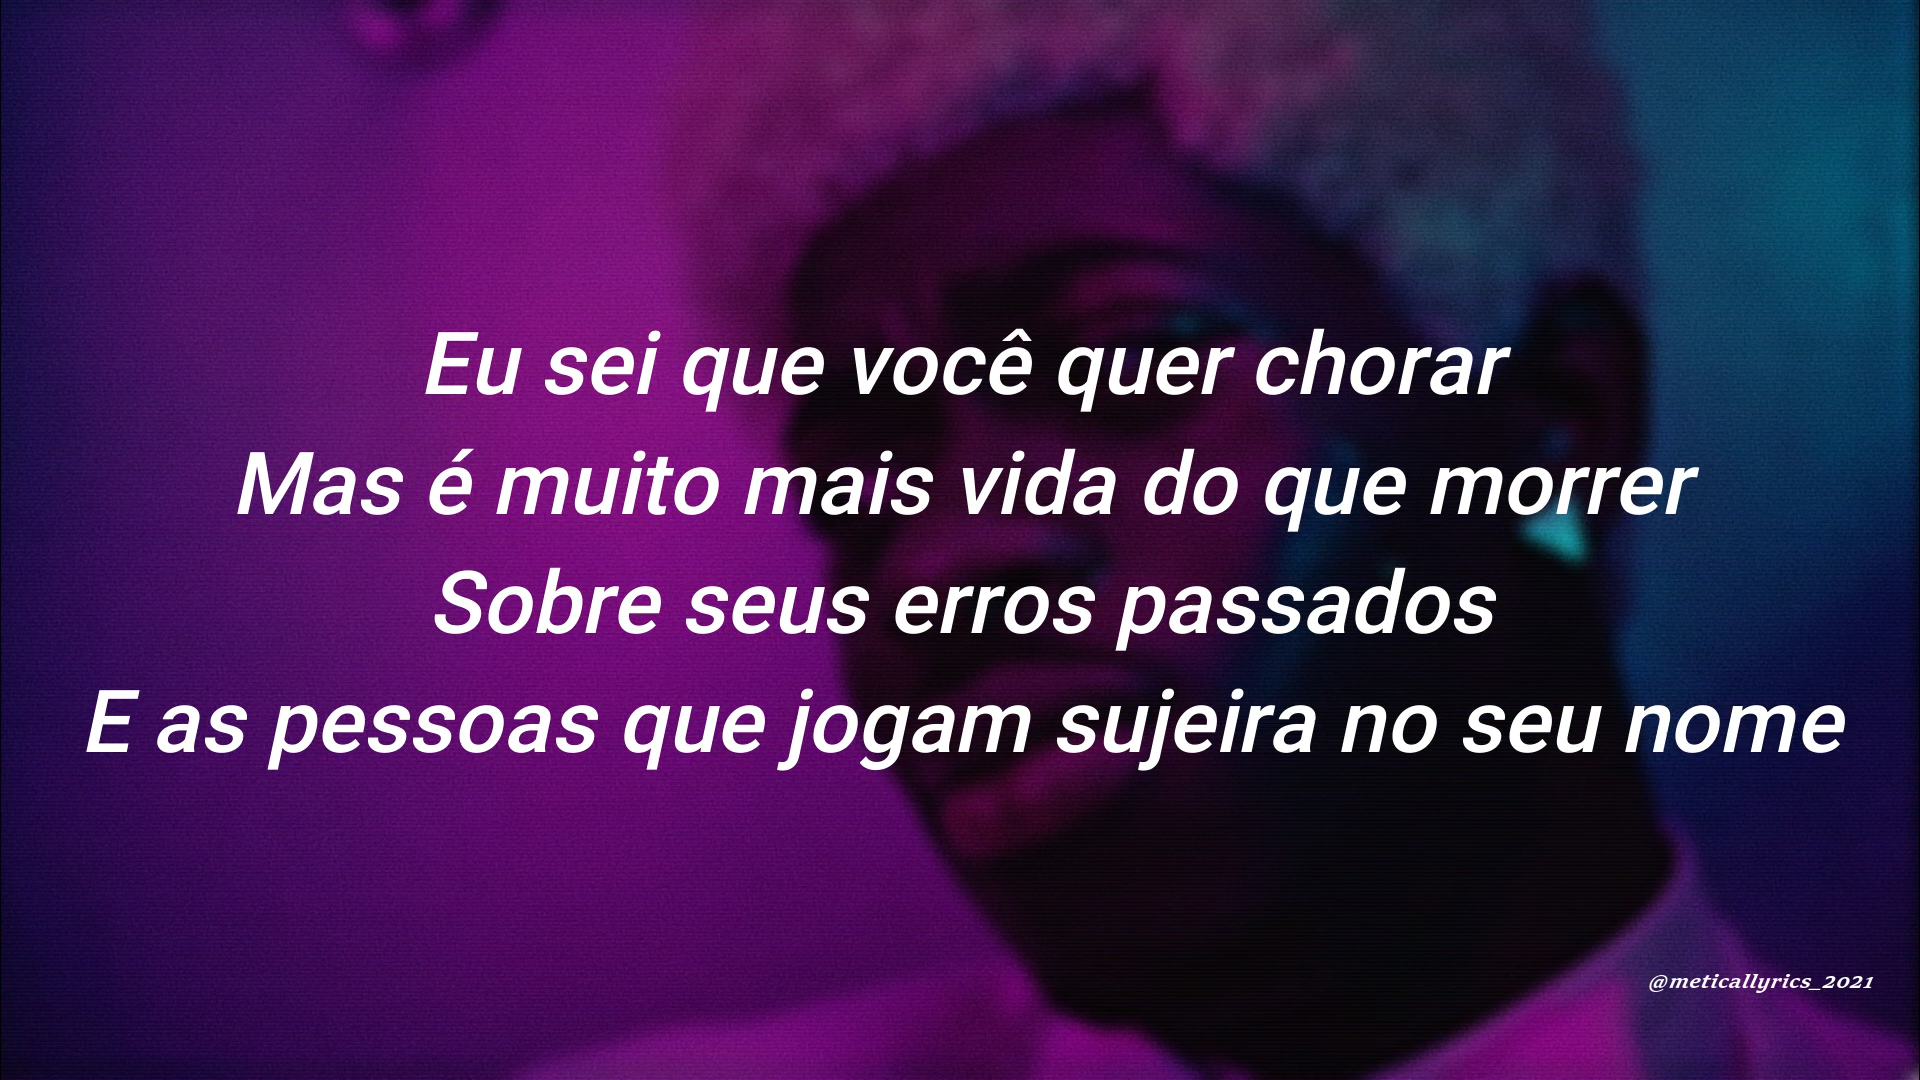 Eu sei que você quer chorar
Mas é muito mais vida do que morrer
Sobre seus erros passados
E as pessoas que jogam sujeira no seu nome
@meticallyrics_2021